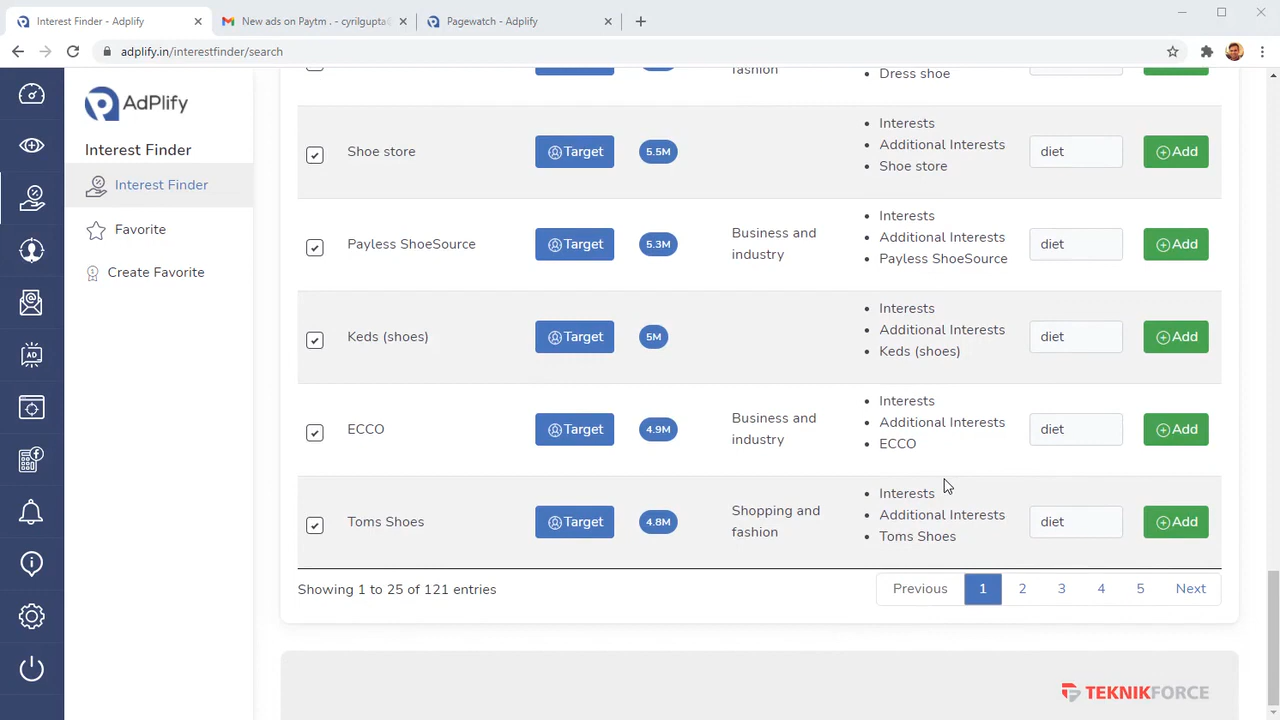 Interest Finder - Adplify
New ads on Paytm . - cyrilgupta@
Pagewatch - Adplify
adplify.in/interestfinder/search
AdPlify
Interest Finder
Interest Finder
Favorite
Create Favorite
fashion
Dress shoe
Shoe store
Target
5.5M
Interests
Additional Interests
Shoe store
diet
Add
Payless ShoeSource
Target
5.3M
Business and
industry
Interests
Additional Interests
Payless ShoeSource
diet
Add
Keds (shoes)
Target
5M
Interests
Additional Interests
Keds (shoes)
diet
Add
ECCO
Target
4.9M
Business and
industry
Interests
Additional Interests
ECCO
diet
Add
Toms Shoes
Target
4.8M
Shopping and
fashion
Interests
Additional Interests
Toms Shoes
diet
Add
Showing 1 to 25 of 121 entries
Previous 1 2 3 4 5 Next
TEKNIKFORCE
AD